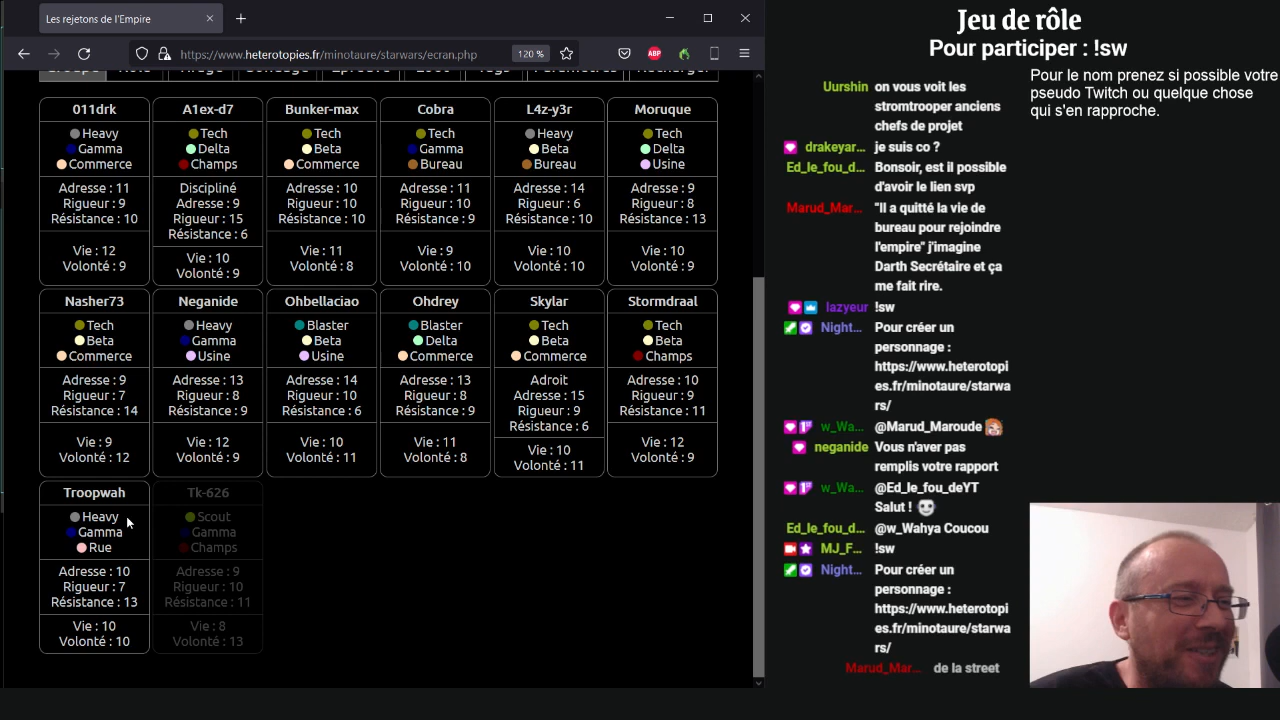 Les rejetons de l'Empire
https://www.heterotopies.fr/minotaure/starwars/ecran.php
120 %
ABP
011drk
Heavy
Gamma
Commerce
Adresse : 11
Rigueur : 9
Résistance : 10
Vie : 12
Volonté : 9
A1ex-d7
Tech
Delta
Champs
Discipliné
Adresse : 9
Rigueur : 15
Résistance : 6
Vie : 10
Volonté : 9
Bunker-max
Tech
Beta
Commerce
Adresse : 10
Rigueur : 10
Résistance : 10
Vie : 11
Volonté : 8
Cobra
Tech
Gamma
Bureau
Adresse : 11
Rigueur : 10
Résistance : 9
Vie : 9
Volonté : 10
L4z-y3r
Heavy
Beta
Bureau
Adresse : 14
Rigueur : 6
Résistance : 10
Vie : 10
Volonté : 10
Moruque
Tech
Delta
Usine
Adresse : 9
Rigueur : 8
Résistance : 13
Vie : 10
Volonté : 9
Nasher73
Tech
Beta
Commerce
Adresse : 9
Rigueur : 7
Résistance : 14
Vie : 9
Volonté : 12
Neganide
Heavy
Gamma
Usine
Adresse : 13
Rigueur : 8
Résistance : 9
Vie : 12
Volonté : 9
Ohbellaciao
Blaster
Beta
Usine
Adresse : 14
Rigueur : 10
Résistance : 6
Vie : 10
Volonté : 11
Ohdrey
Blaster
Delta
Commerce
Adresse : 13
Rigueur : 8
Résistance : 9
Vie : 11
Volonté : 8
Skylar
Tech
Beta
Commerce
Adroit
Adresse : 15
Rigueur : 9
Résistance : 6
Vie : 10
Volonté : 11
Stormdraal
Tech
Beta
Champs
Adresse : 10
Rigueur : 9
Résistance : 11
Vie : 12
Volonté : 9
Troopwah
Heavy
Gamma
Rue
Adresse : 10
Rigueur : 7
Résistance : 13
Vie : 10
Volonté : 10
Tk-626
Scout
Gamma
Champs
Adresse : 9
Rigueur : 10
Résistance : 11
Vie : 8
Volonté : 13
Jeu de rôle
Pour participer : !sw
Pour le nom prenez si possible votre
pseudo Twitch ou quelque chose
qui s'en rapproche.
Uurshin on vous voit les
stromtrooper anciens
chefs de projet
drakeyar... je suis co ?
Ed_le_fou_d... Bonsoir, est il possible
d'avoir le lien svp
Marud_Mar... "Il a quitté la vie de
bureau pour rejoindre
l'empire" j'imagine
Darth Secrétaire et ça
me fait rire.
lazyeur !sw
Night... Pour créer un
personnage :
https://www.heterotopi
es.fr/minotaure/starwa
rs/
w_Wa... @Marud_Maroude
neganide Vous n'aver pas
remplis votre rapport
w_Wa... @Ed_le_fou_deYT
Salut !
Ed_le_fou_d... @w_Wahya Coucou
MJ_F... !sw
Night... Pour créer un
personnage :
https://www.heterotopi
es.fr/minotaure/starwa
rs/
Marud_Mar... de la street